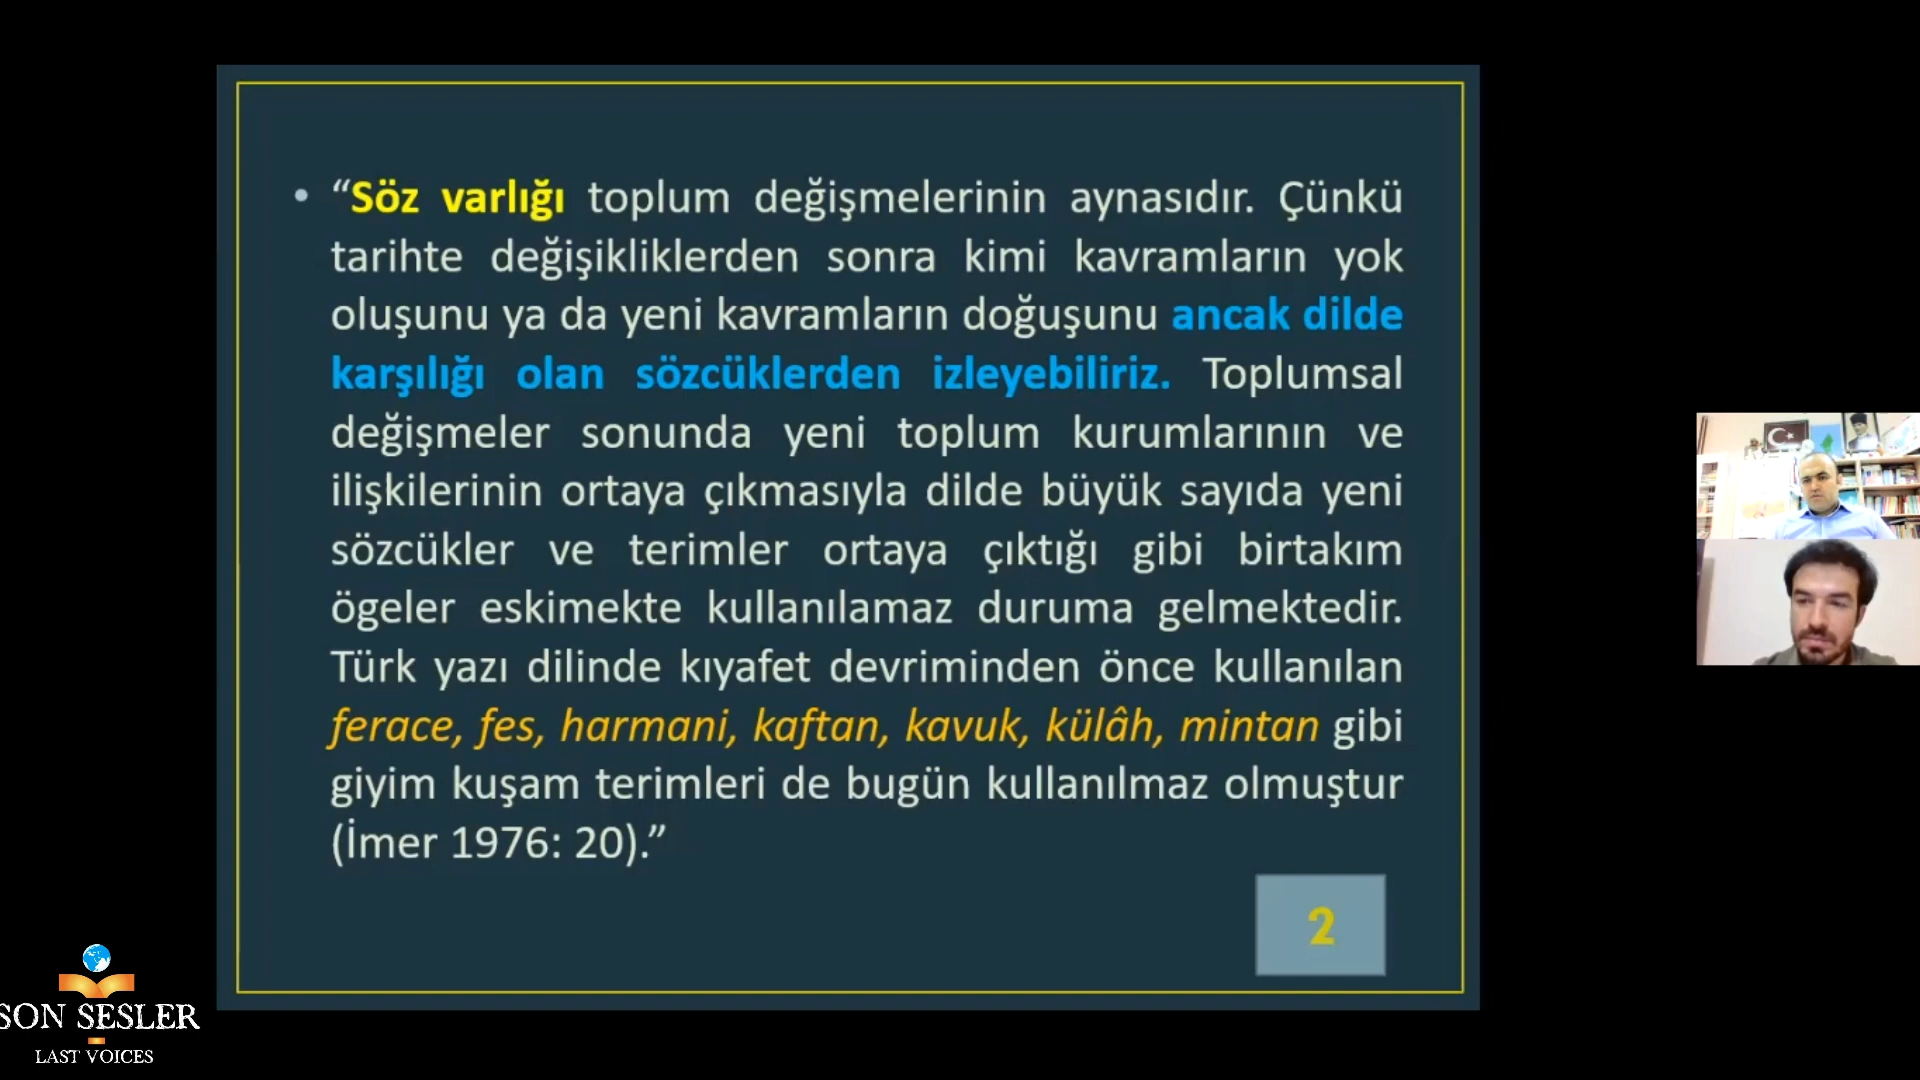 • “Söz varlığı toplum değişmelerinin aynasıdır. Çünkü
tarihte değişikliklerden sonra kimi kavramların yok
oluşunu ya da yeni kavramların doğuşunu ancak dilde
karşılığı olan sözcüklerden izleyebiliriz. Toplumsal
değişmeler sonunda yeni toplum kurumlarının ve
ilişkilerinin ortaya çıkmasıyla dilde büyük sayıda yeni
sözcükler ve terimler ortaya çıktığı gibi birtakım
ögeler eskimekte kullanılamaz duruma gelmektedir.
Türk yazı dilinde kıyafet devriminden önce kullanılan
ferace, fes, harmani, kaftan, kavuk, külâh, mintan gibi
giyim kuşam terimleri de bugün kullanılmaz olmuştur
(İmer 1976: 20).”
2
SON SESLER
LAST VOICES